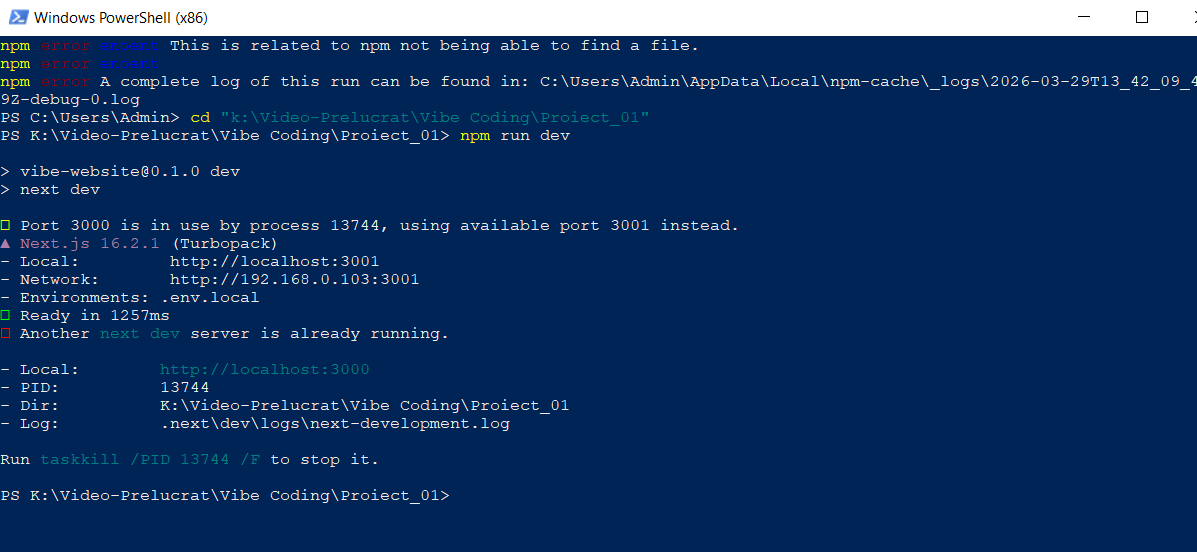 Windows PowerShell (x86)
npm error enoent This is related to npm not being able to find a file.
npm error enoent
npm error A complete log of this run can be found in: C:\Users\Admin\AppData\Local\npm-cache\_logs\2026-03-29T13_42_09_4
9Z-debug-0.log
PS C:\Users\Admin> cd "k:\Video-Prelucrat\Vibe Coding\Proiect_01"
PS K:\Video-Prelucrat\Vibe Coding\Proiect_01> npm run dev
> vibe-website@0.1.0 dev
> next dev
Port 3000 is in use by process 13744, using available port 3001 instead.
▲ Next.js 16.2.1 (Turbopack)
- Local: http://localhost:3001
- Network: http://192.168.0.103:3001
- Environments: .env.local
Ready in 1257ms
Another next dev server is already running.
- Local: http://localhost:3000
- PID: 13744
- Dir: K:\Video-Prelucrat\Vibe Coding\Proiect_01
- Log: .next\dev\logs\next-development.log
Run taskkill /PID 13744 /F to stop it.
PS K:\Video-Prelucrat\Vibe Coding\Proiect_01>